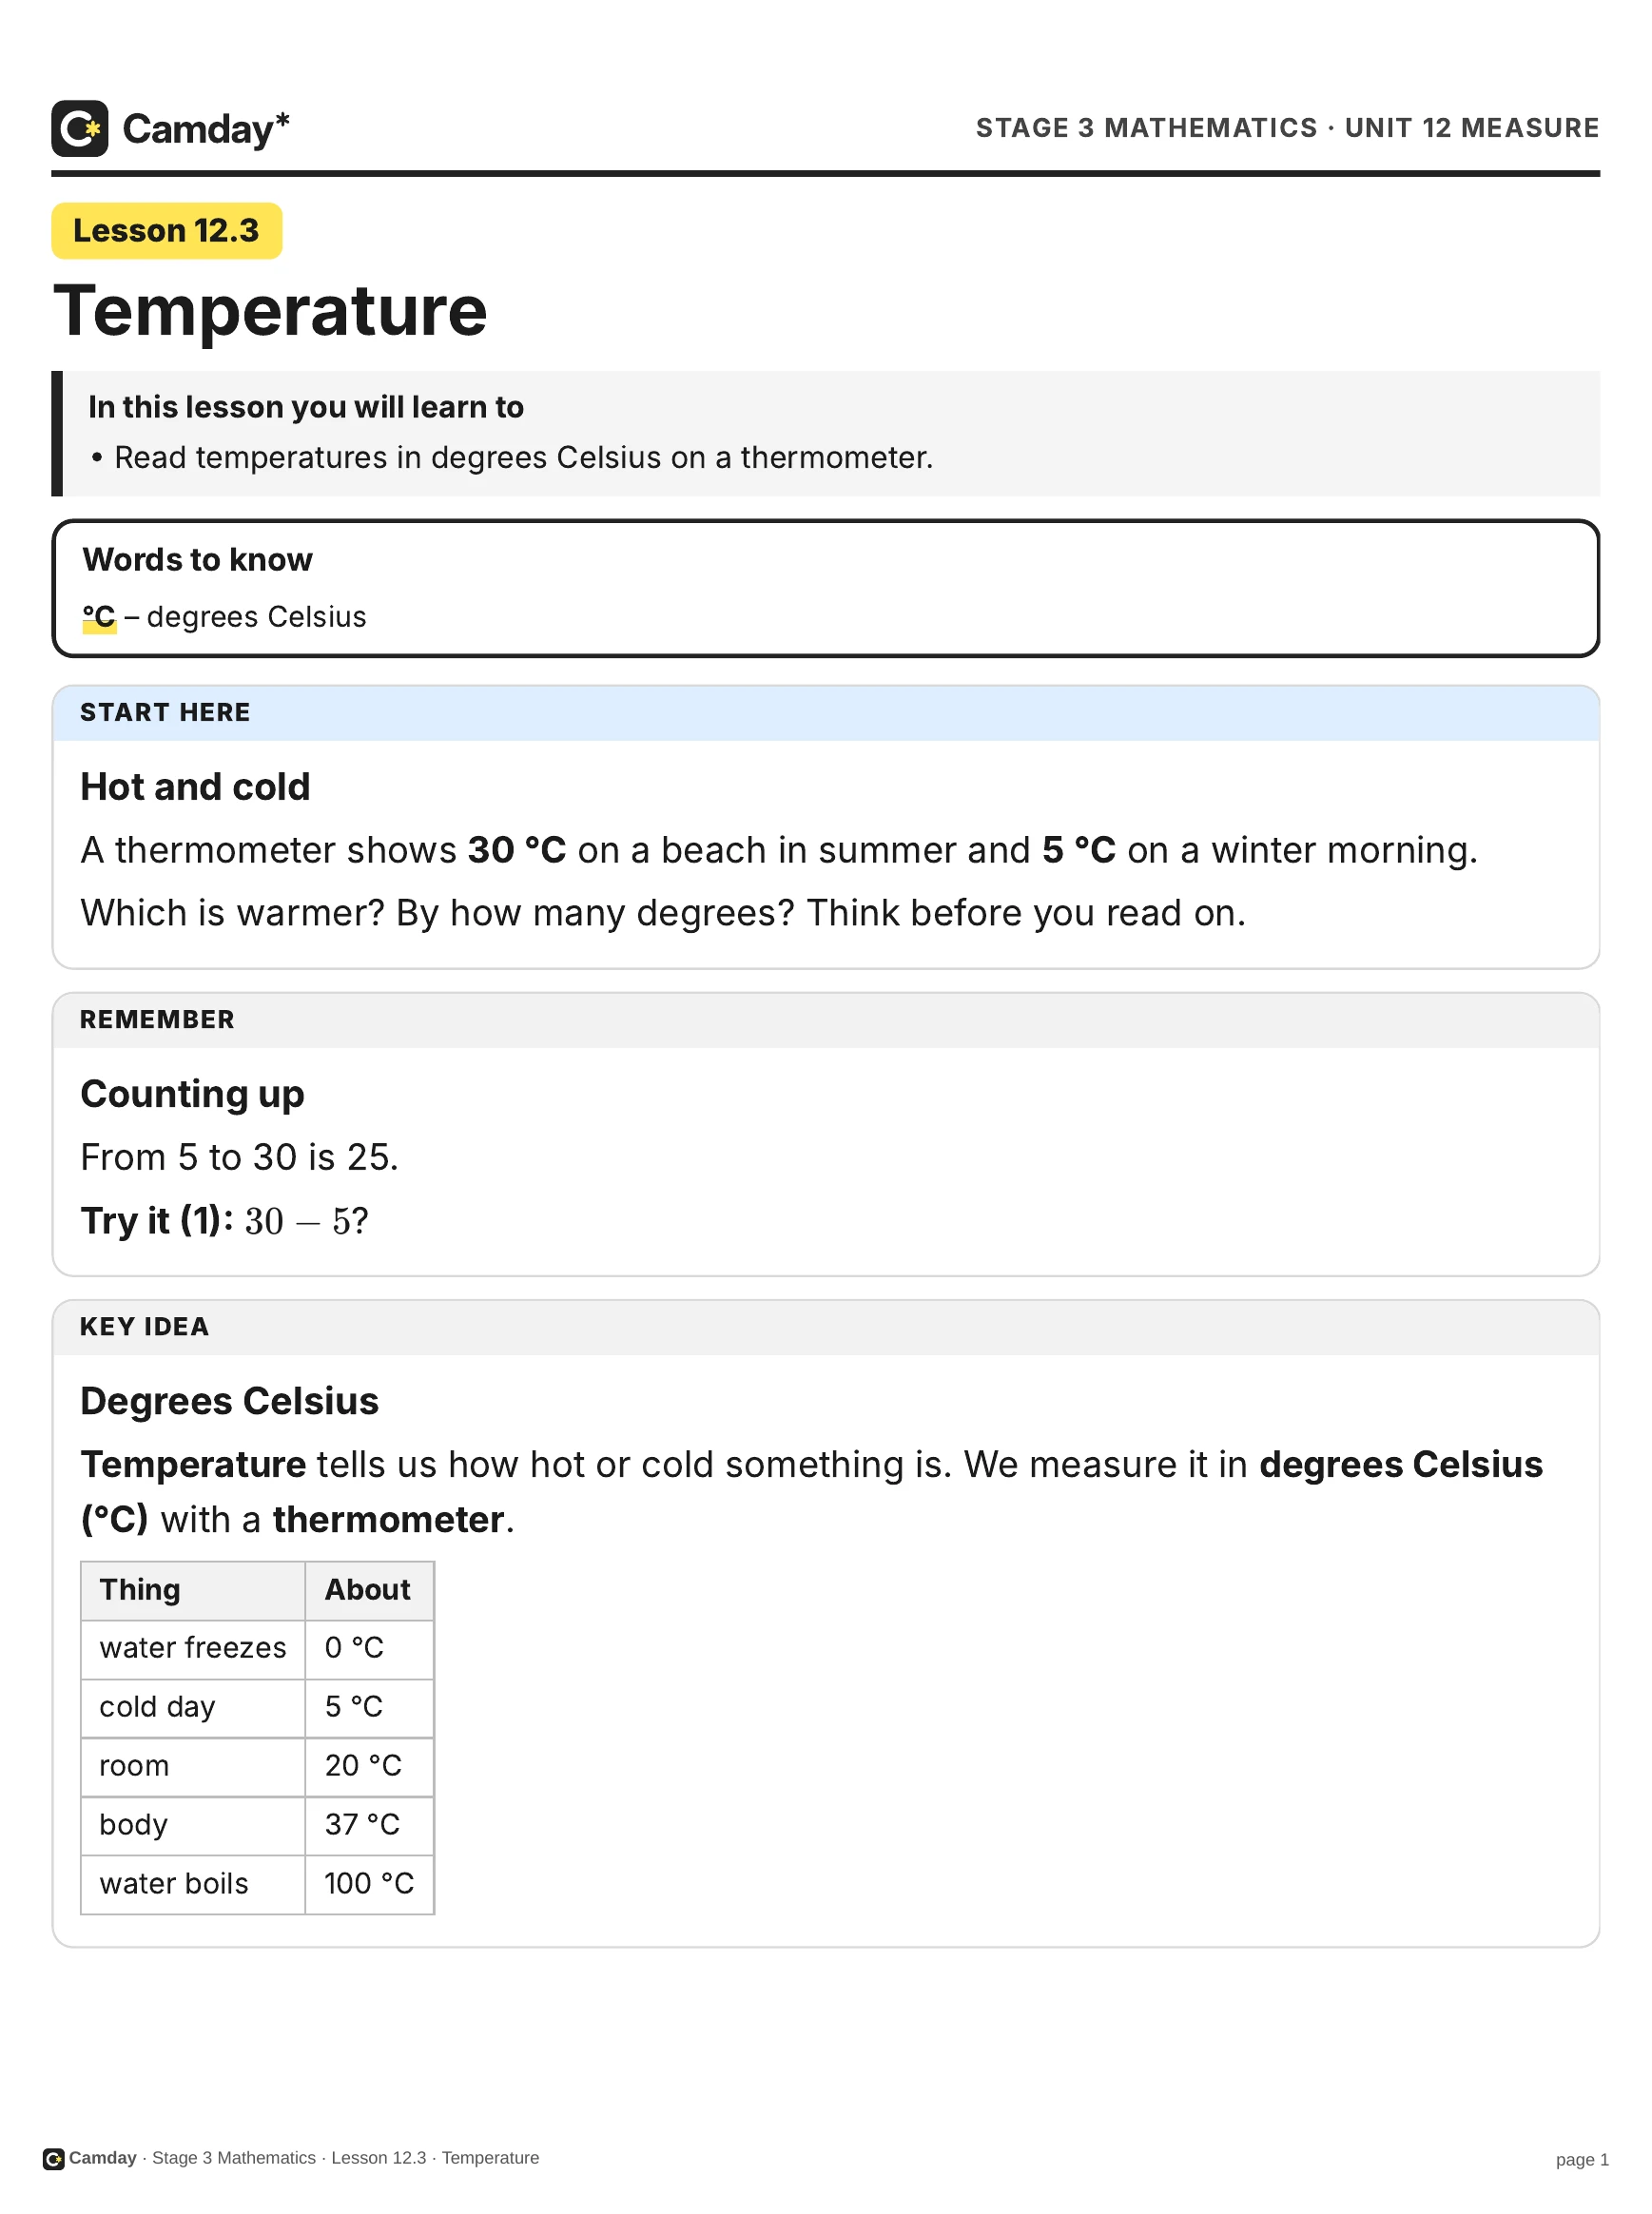 Camday*
STAGE 3 MATHEMATICS · UNIT 12 MEASURE
Lesson 12.3
Temperature
In this lesson you will learn to
• Read temperatures in degrees Celsius on a thermometer.
Words to know
°C – degrees Celsius
START HERE
Hot and cold
A thermometer shows 30 °C on a beach in summer and 5 °C on a winter morning.
Which is warmer? By how many degrees? Think before you read on.
REMEMBER
Counting up
From 5 to 30 is 25.
Try it (1): 30 − 5?
KEY IDEA
Degrees Celsius
Temperature tells us how hot or cold something is. We measure it in degrees Celsius
(°C) with a thermometer.
Thing About
water freezes 0 °C
cold day 5 °C
room 20 °C
body 37 °C
water boils 100 °C
Camday · Stage 3 Mathematics · Lesson 12.3 · Temperature
page 1